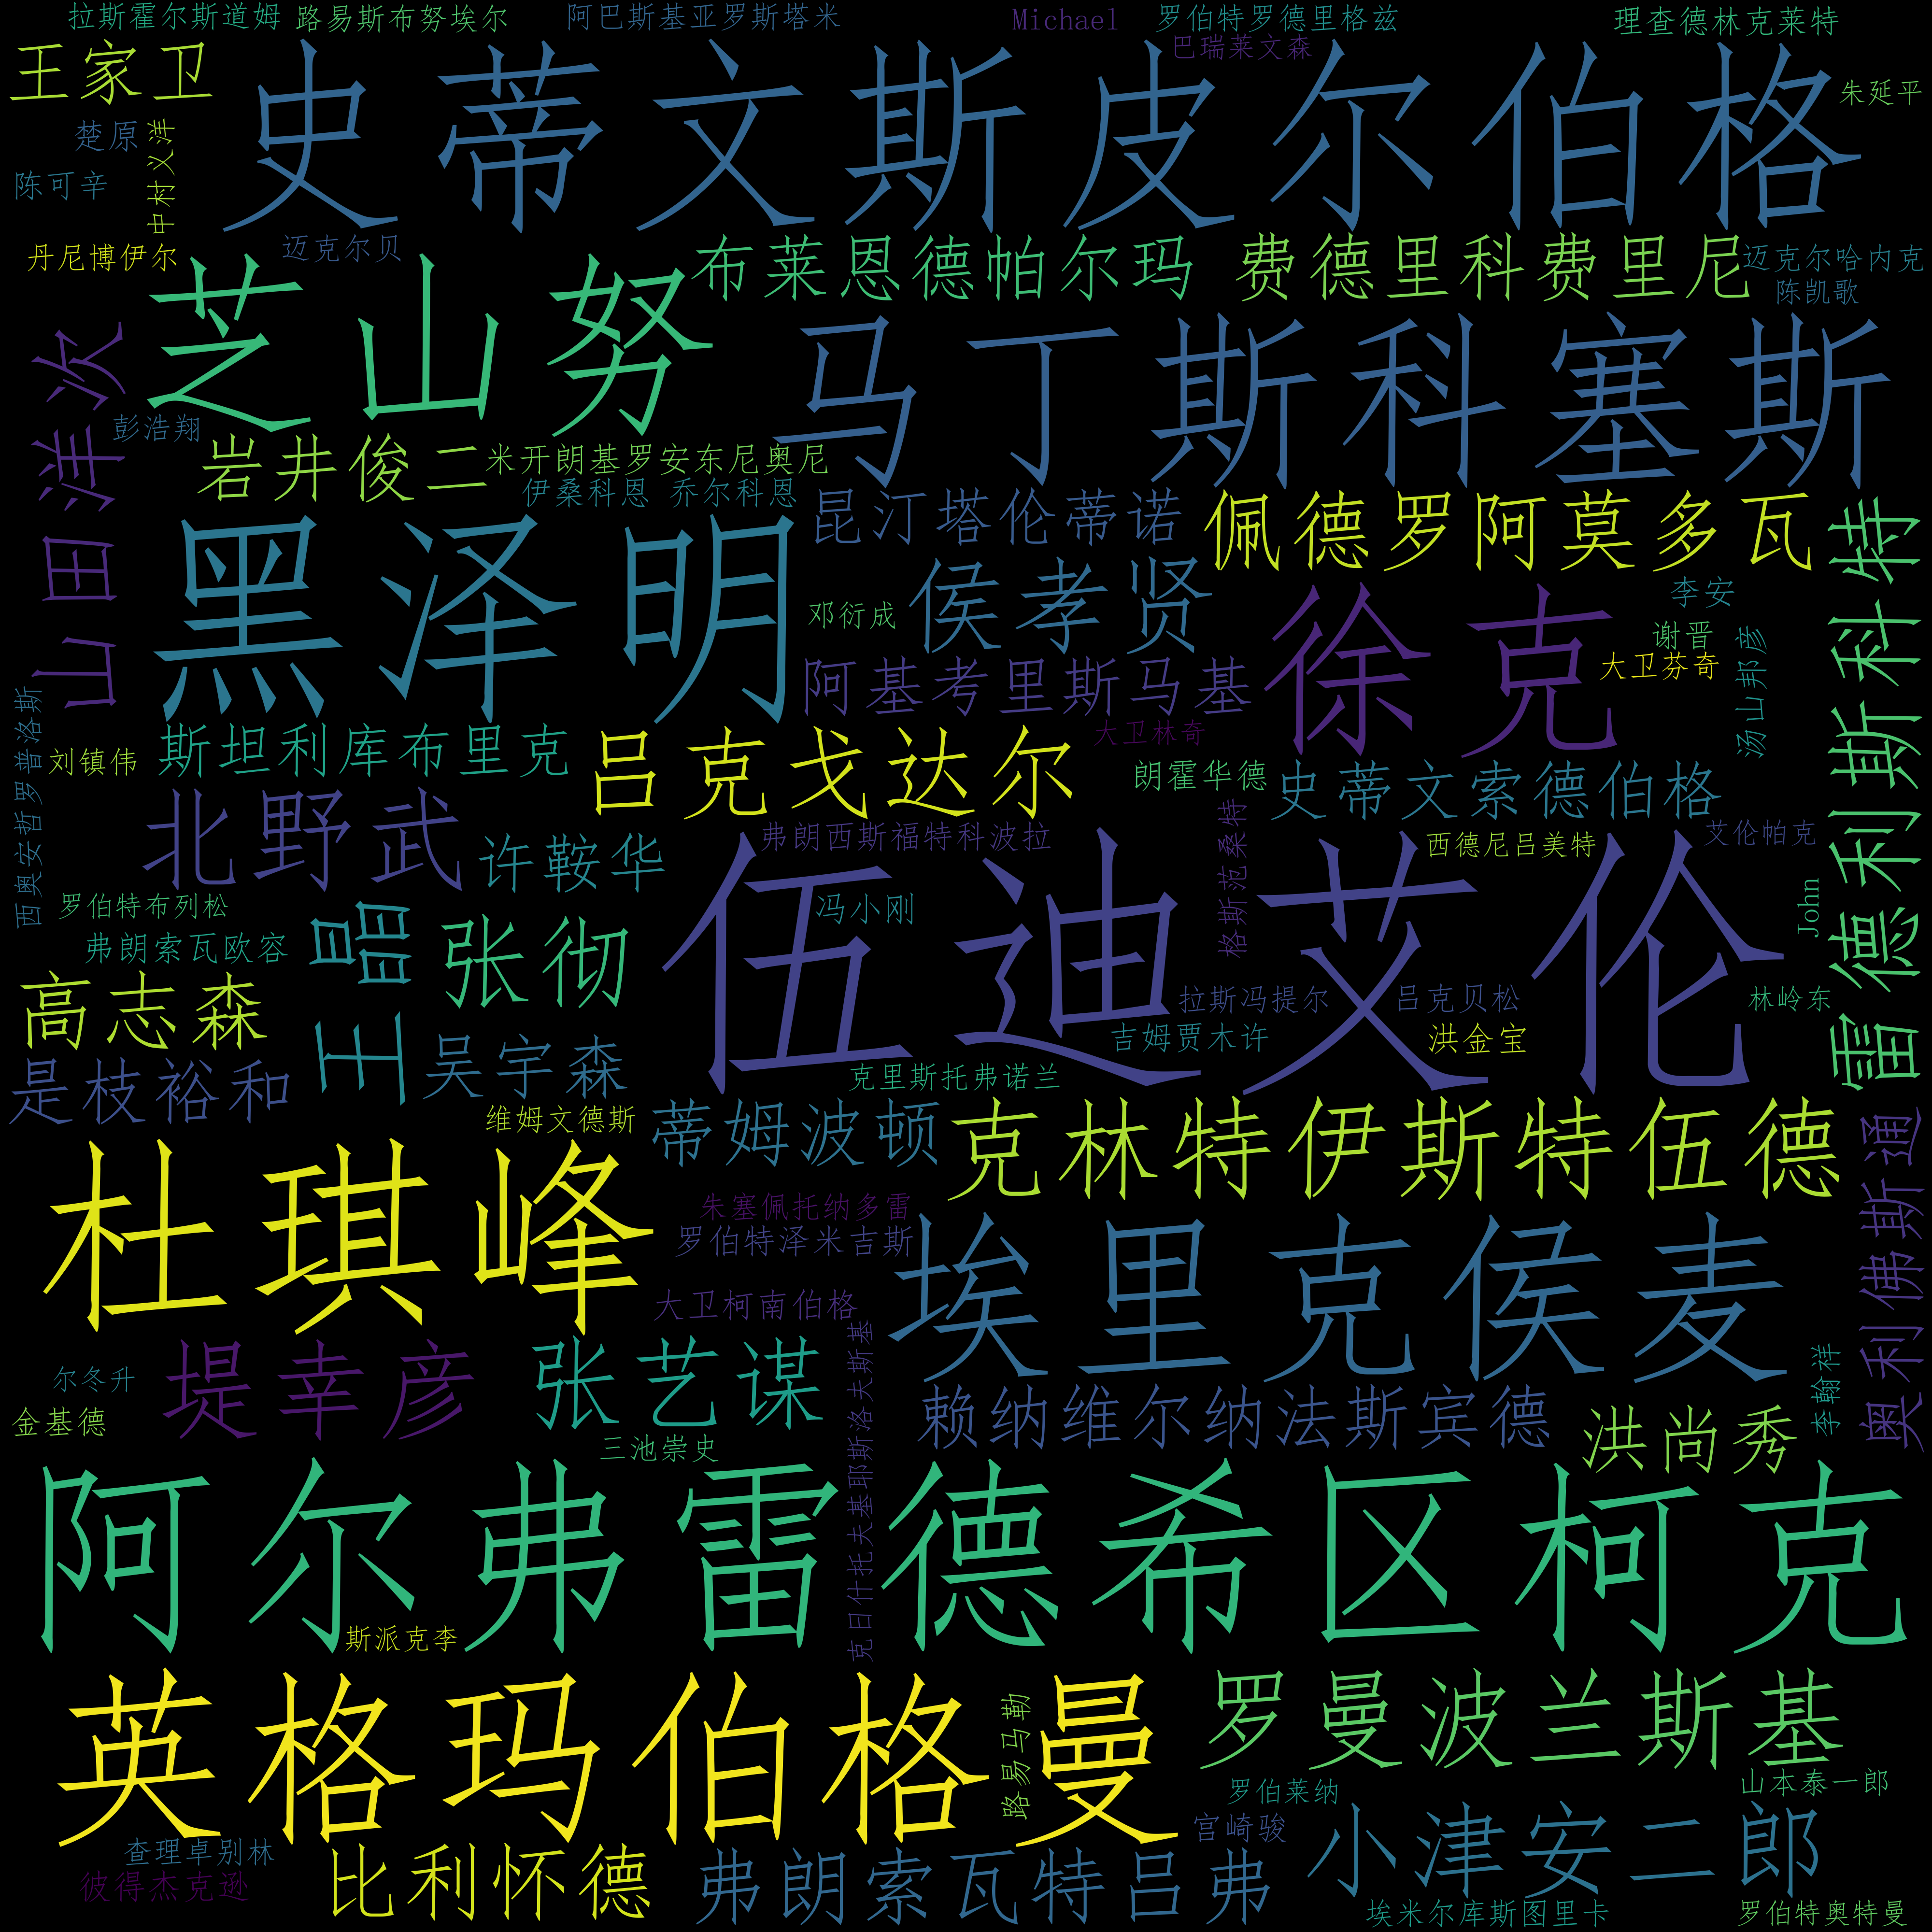 拉斯霍尔斯道姆
路易斯布努埃尔
阿巴斯基亚罗斯塔米
Michael
罗伯特罗德里格兹
理查德林克莱特
王家卫
史蒂文斯皮尔伯格
巴瑞莱文森
朱延平
楚原
陈可辛
中村义洋
丹尼博伊尔
迈克尔贝
布莱恩德帕尔玛
费德里科费里尼
迈克尔哈内克
陈凯歌
芝山努
马丁斯科塞斯
山田洋次
彭浩翔
岩井俊二
米开朗基罗安东尼奥尼
伊桑科恩
乔尔科恩
昆汀塔伦蒂诺
佩德罗阿莫多瓦
雷德利斯科特
黑泽明
侯孝贤
邓衍成
徐克
李安
谢晋
大卫芬奇
汤山邦彦
阿基考里斯马基
西奥安哲罗普洛斯
刘镇伟
斯坦利库布里克
吕克戈达尔
大卫林奇
朗霍华德
史蒂文索德伯格
北野武
许鞍华
弗朗西斯福特科波拉
格斯范桑特
西德尼吕美特
艾伦帕克
伍迪艾伦
罗伯特布列松
弗朗索瓦欧容
王晶
张彻
冯小刚
John
高志森
拉斯冯提尔
吕克贝松
林岭东
吴宇森
吉姆贾木许
洪金宝
是枝裕和
克里斯托弗诺兰
维姆文德斯
蒂姆波顿
克林特伊斯特伍德
奥利佛斯通
杜琪峰
朱塞佩托纳多雷
罗伯特泽米吉斯
埃里克侯麦
大卫柯南伯格
尔冬升
堤幸彦
张艺谋
克日什托夫基耶斯洛夫斯基
李翰祥
金基德
赖纳维尔纳法斯宾德
洪尚秀
三池崇史
阿尔弗雷德希区柯克
斯派克李
英格玛伯格曼
路易马勒
罗曼波兰斯基
罗伯莱纳
山本泰一郎
宫崎骏
小津安二郎
查理卓别林
彼得杰克逊
比利怀德
弗朗索瓦特吕弗
埃米尔库斯图里卡
罗伯特奥特曼